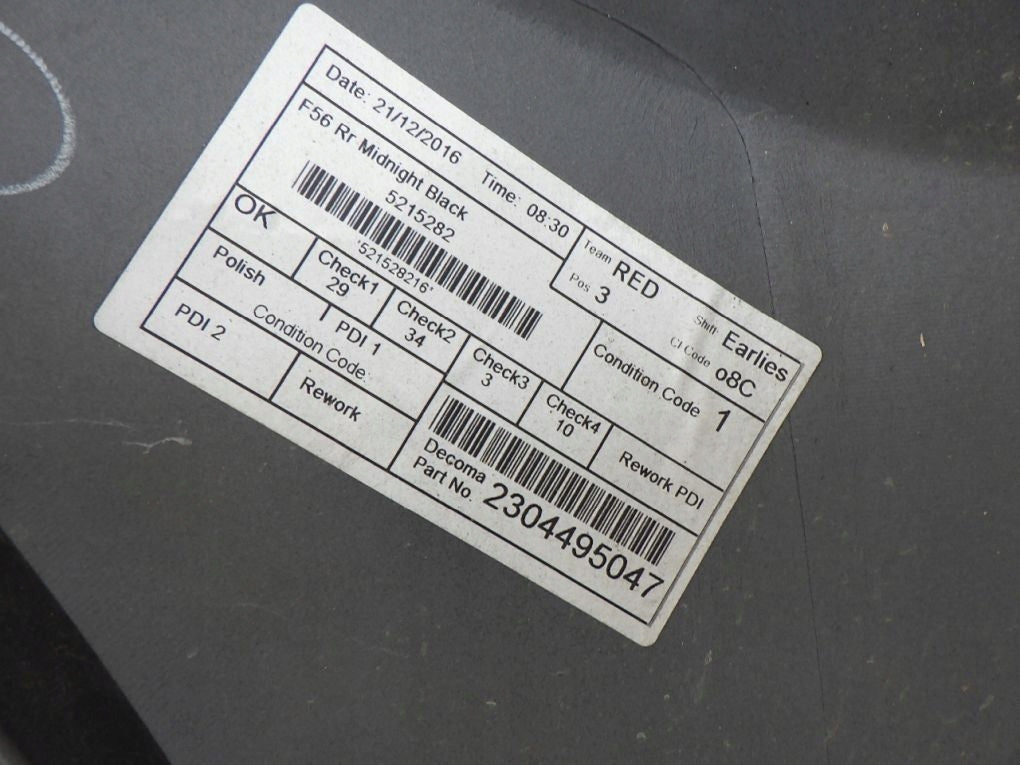 Date: 21/12/2016 Time: 08:30
Team RED Shift Earlies
F56 Rr Midnight Black
Pos 3 Cl Code o8C
5215282
'521528216'
Condition Code 1
OK Check1 Check2 Check3 Check4 Rework PDI
29 34 3 10
Polish PDI 1
Condition Code:
PDI 2 Rework
Decoma
Part No. 2304495047